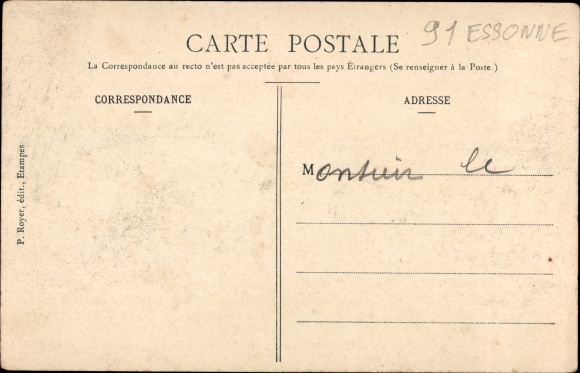 91 ESSONNE
CARTE POSTALE
La Correspondance au recto n'est pas acceptée par tous les pays Étrangers (Se renseigner à la Poste.)
CORRESPONDANCE
ADRESSE
P. Royer, édit., Etampes
Monsieur le